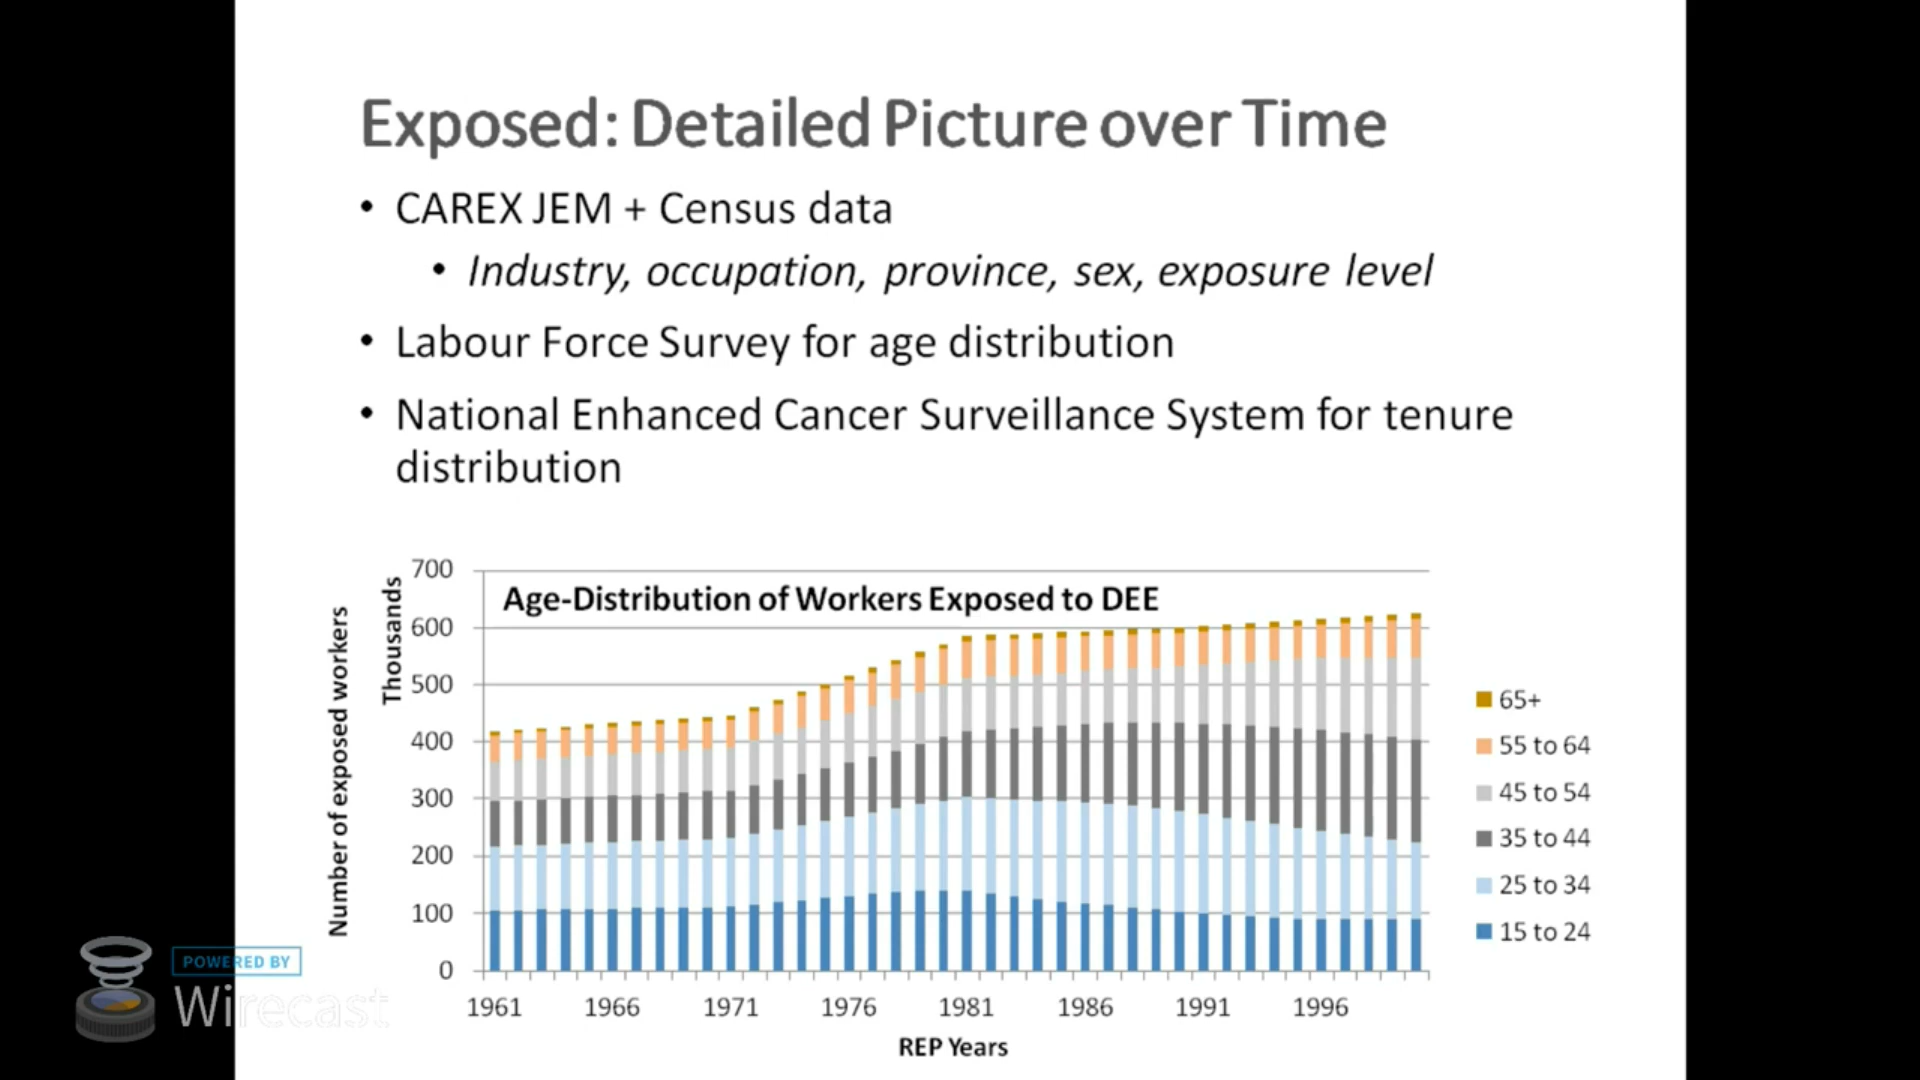 Exposed: Detailed Picture over Time
• CAREX JEM + Census data
• Industry, occupation, province, sex, exposure level
• Labour Force Survey for age distribution
• National Enhanced Cancer Surveillance System for tenure
distribution
Age-Distribution of Workers Exposed to DEE
Number of exposed workers
Thousands
700
600
500
400
300
200
100
0
1961 1966 1971 1976 1981 1986 1991 1996
REP Years
65+
55 to 64
45 to 54
35 to 44
25 to 34
15 to 24
POWERED BY
Wirecast